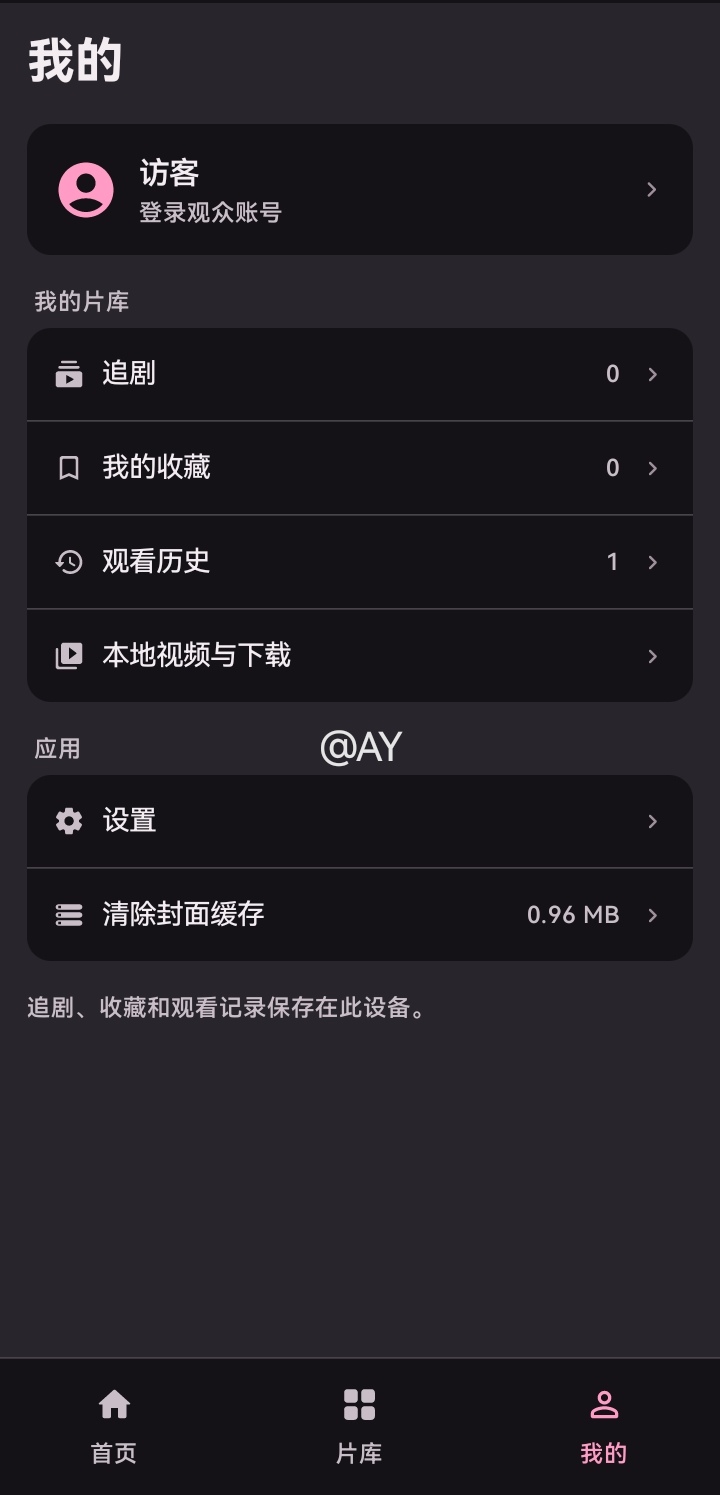 我的
访客
登录观众账号
我的片库
追剧 0
我的收藏 0
观看历史 1
本地视频与下载
应用
@AY
设置
清除封面缓存 0.96 MB
追剧、收藏和观看记录保存在此设备。
首页 片库 我的